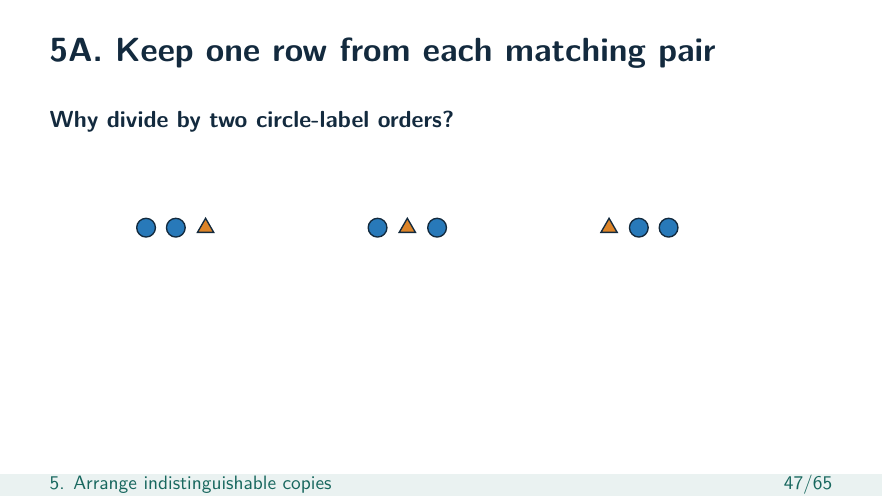 5A. Keep one row from each matching pair
Why divide by two circle-label orders?
5. Arrange indistinguishable copies
47/65